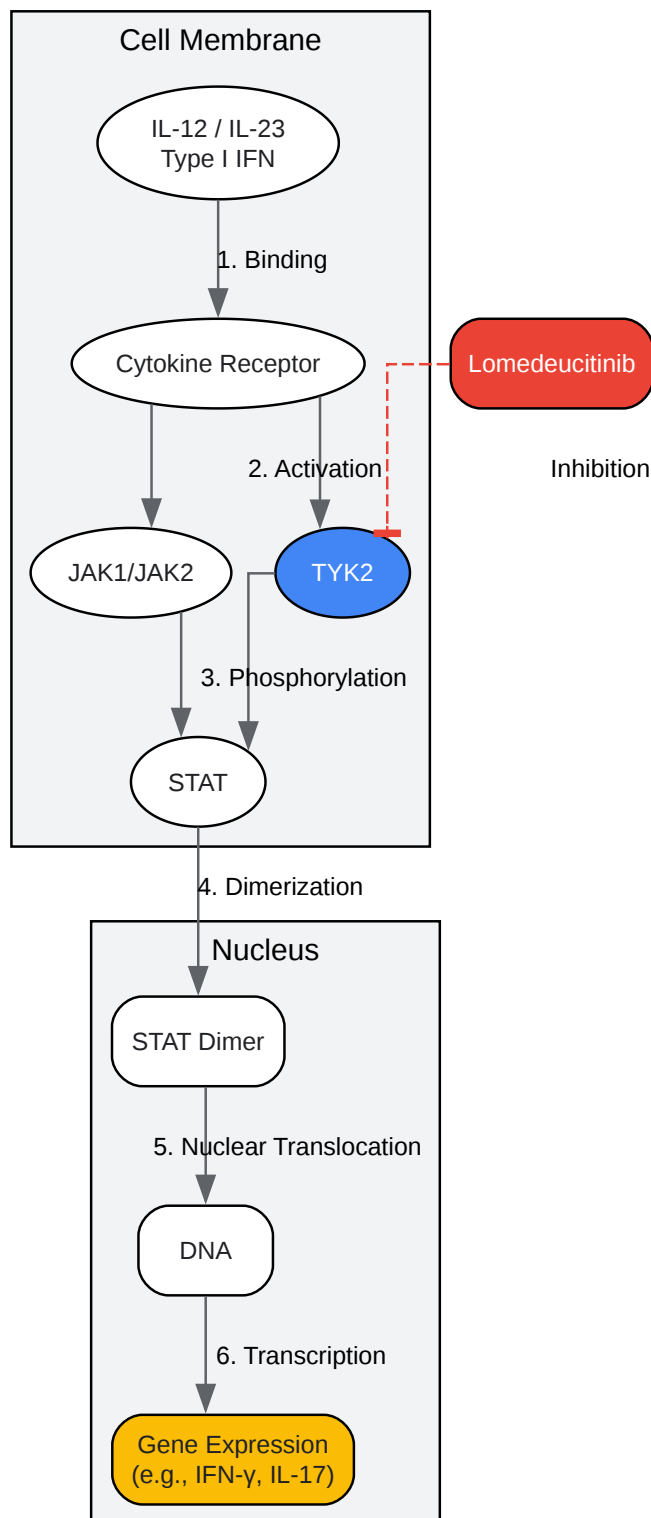 Cell Membrane
IL-12 / IL-23
Type I IFN
1. Binding
Cytokine Receptor
Lomedeucitinib
2. Activation
Inhibition
JAK1/JAK2
TYK2
3. Phosphorylation
STAT
4. Dimerization
Nucleus
STAT Dimer
5. Nuclear Translocation
DNA
6. Transcription
Gene Expression
(e.g., IFN-γ, IL-17)